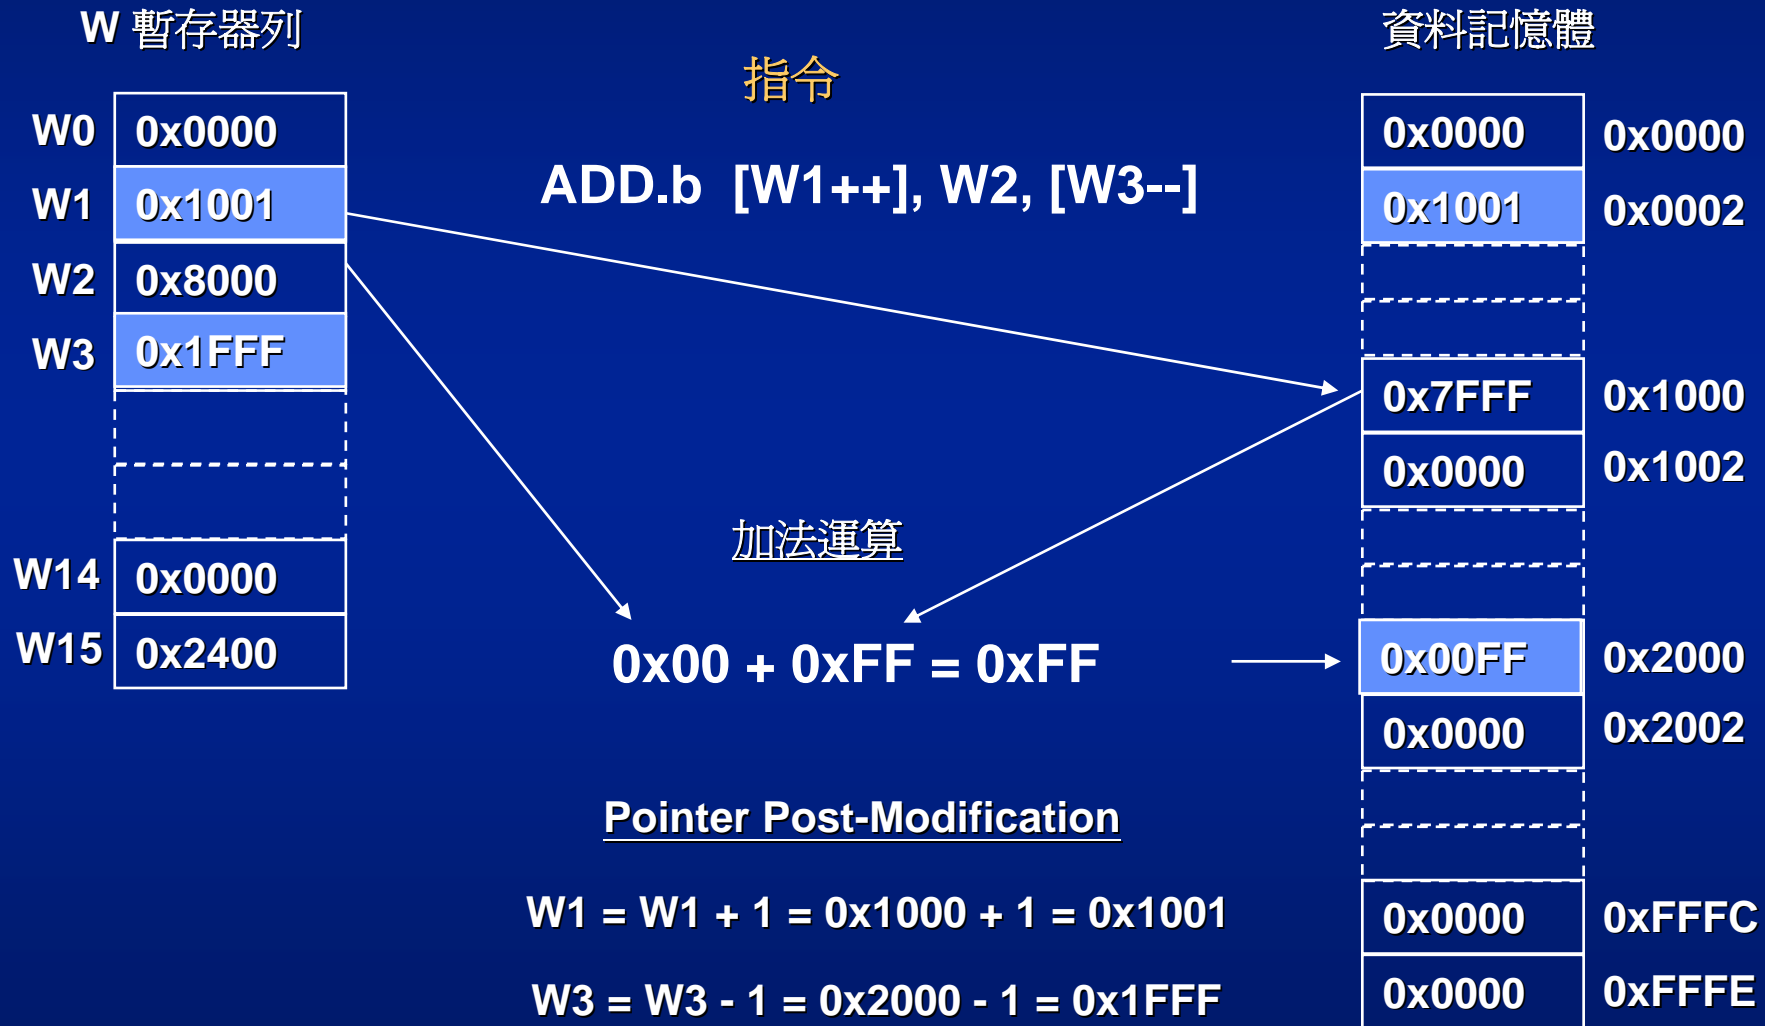 W 暫存器列
W0 0x0000
W1 0x1001
W2 0x8000
W3 0x1FFF
W14 0x0000
W15 0x2400
指令
ADD.b [W1++], W2, [W3--]
加法運算
0x00 + 0xFF = 0xFF
Pointer Post-Modification
W1 = W1 + 1 = 0x1000 + 1 = 0x1001
W3 = W3 - 1 = 0x2000 - 1 = 0x1FFF
資料記憶體
0x0000 0x0000
0x1001 0x0002
0x7FFF 0x1000
0x0000 0x1002
0x00FF 0x2000
0x0000 0x2002
0x0000 0xFFFC
0x0000 0xFFFE